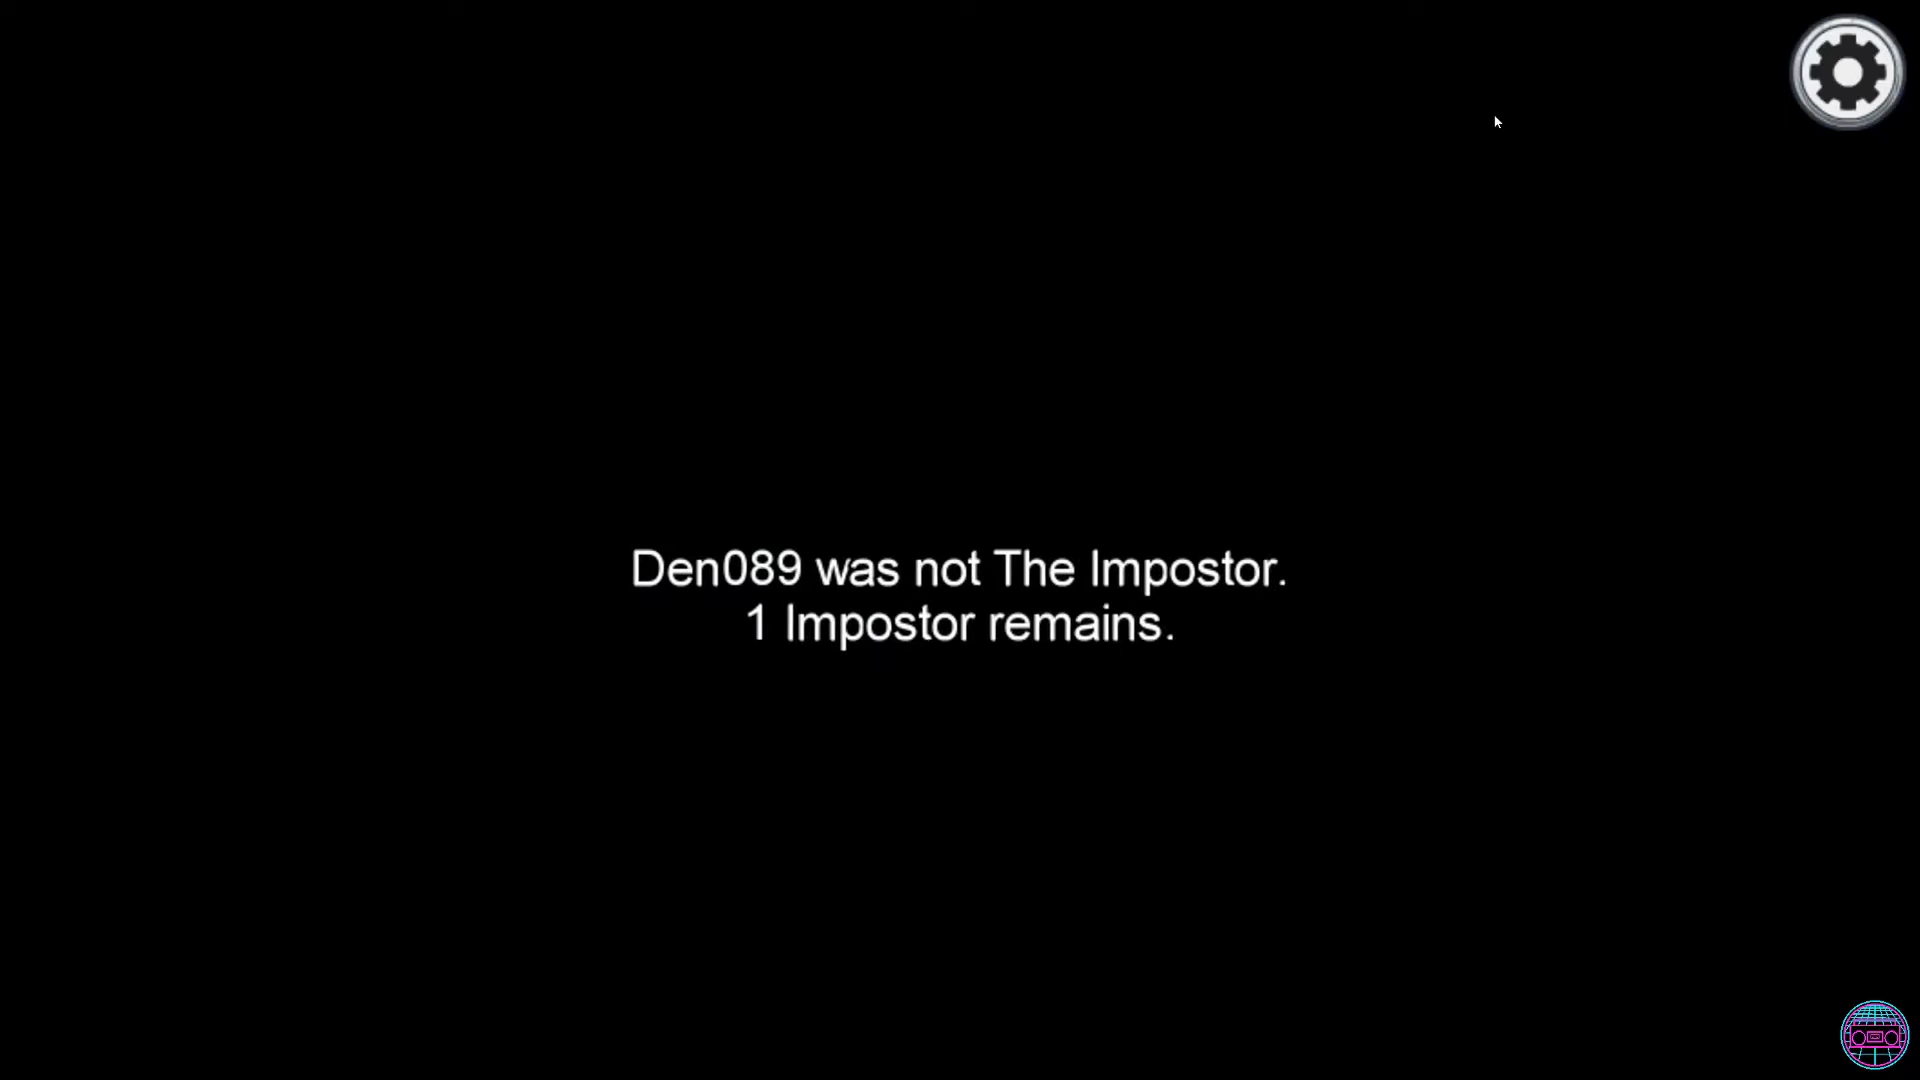 Den089 was not The Impostor.
1 Impostor remains.